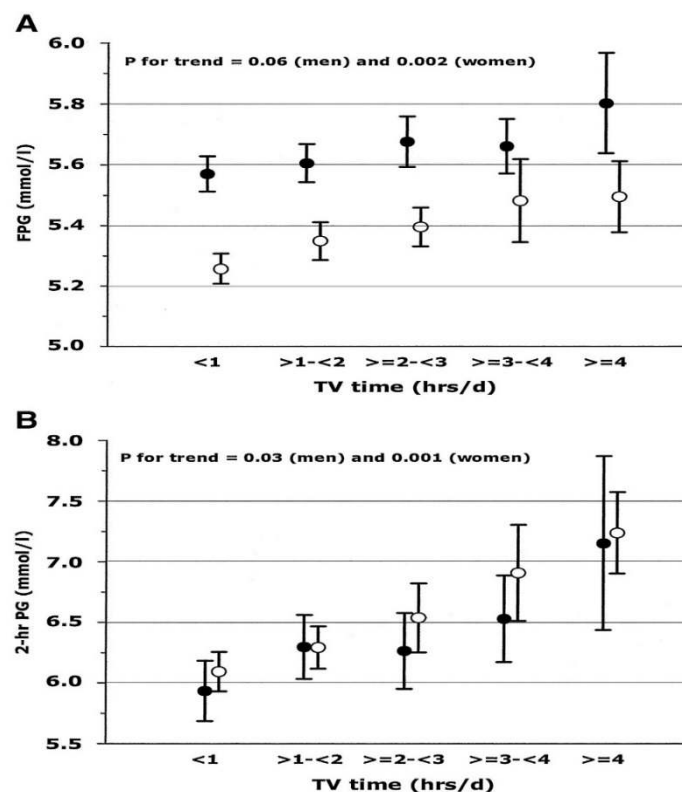 A
6.0
P for trend = 0.06 (men) and 0.002 (women)
5.8
5.6
5.4
5.2
5.0
FPG (mmol/l)
<1 >1-<2 >=2-<3 >=3-<4 >=4
TV time (hrs/d)
B
8.0
P for trend = 0.03 (men) and 0.001 (women)
7.5
7.0
6.5
6.0
5.5
2-hr PG (mmol/l)
<1 >1-<2 >=2-<3 >=3-<4 >=4
TV time (hrs/d)